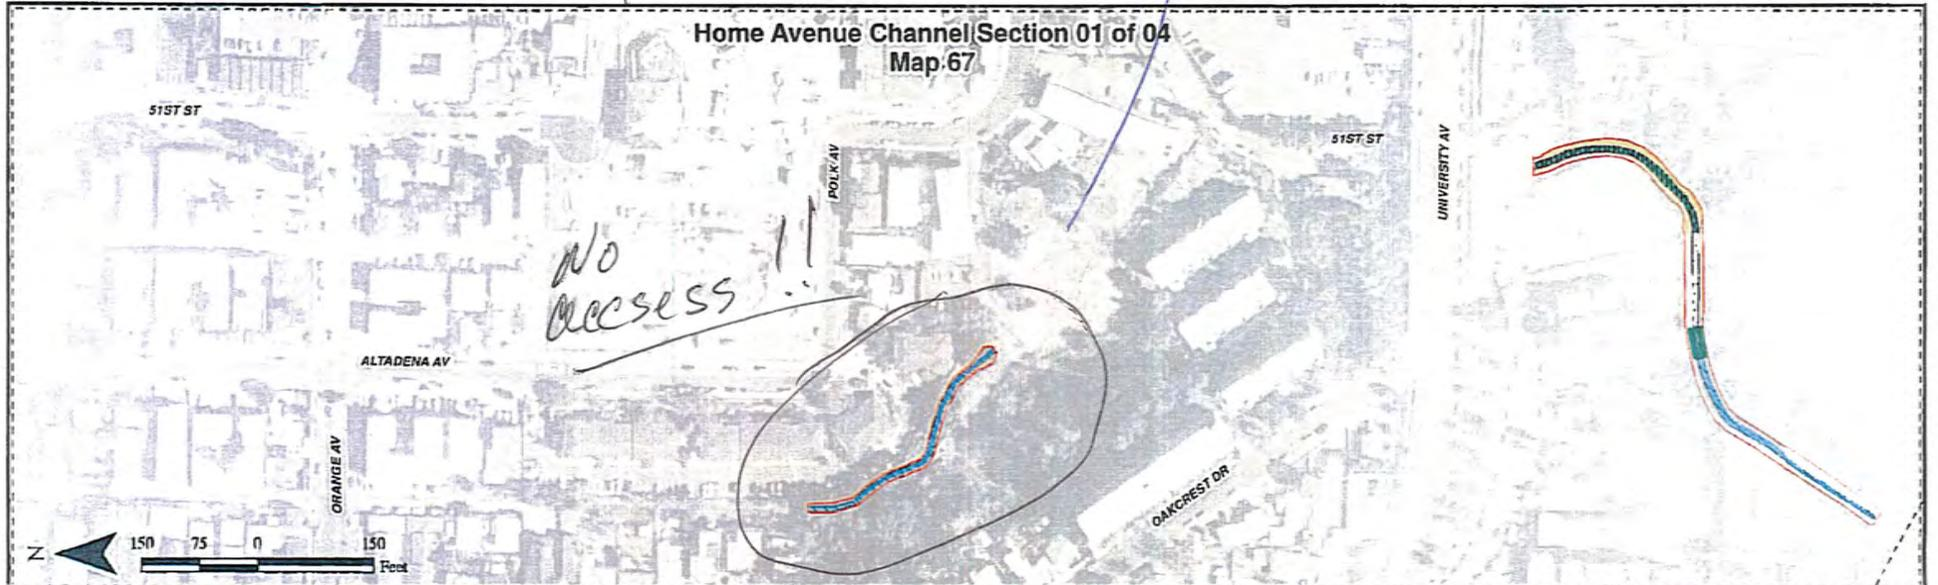 Home Avenue Channel Section 01 of 04
Map 67
51ST ST
POLK AV
51ST ST
UNIVERSITY AV
No !!
accsess
ALTADENA AV
ORANGE AV
OAKCREST DR
N
150 75 0 150
Feet